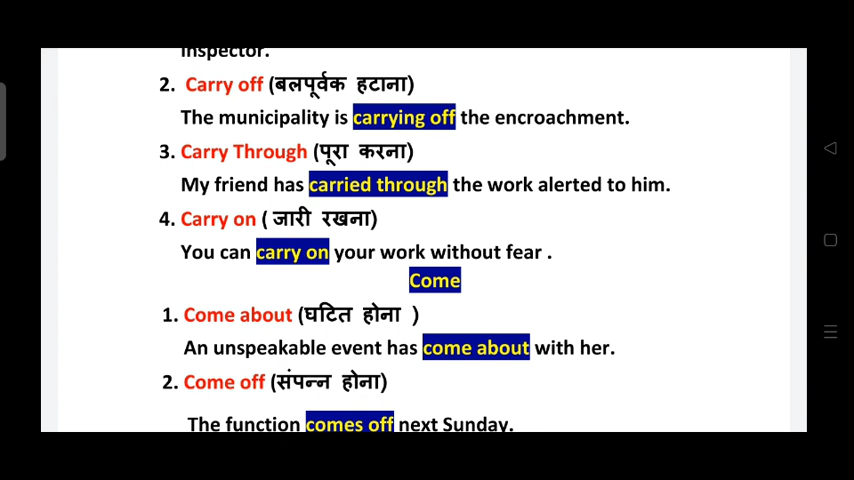 inspector.
2. Carry off (बलपूर्वक हटाना)
The municipality is carrying off the encroachment.
3. Carry Through (पूरा करना)
My friend has carried through the work alerted to him.
4. Carry on ( जारी रखना)
You can carry on your work without fear .
Come
1. Come about (घटित होना )
An unspeakable event has come about with her.
2. Come off (संपन्न होना)
The function comes off next Sunday.